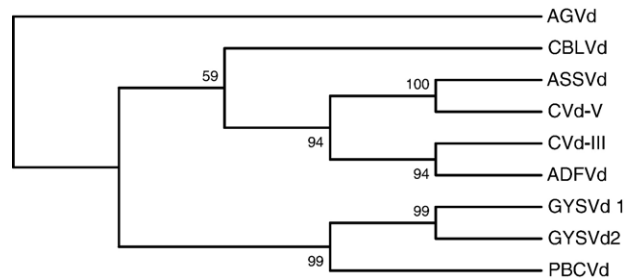 AGVd
CBLVd
59
ASSVd
100
CVd-V
94
CVd-III
ADFVd
94
GYSVd 1
99
GYSVd2
99
PBCVd